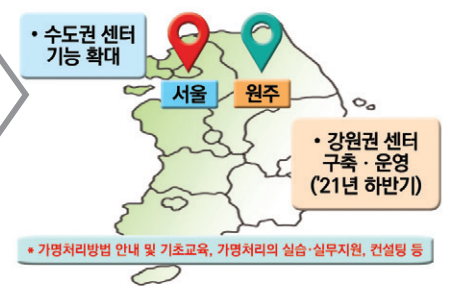 • 수도권 센터
기능 확대
서울
원주
• 강원권 센터
구축 · 운영
('21년 하반기)
* 가명처리방법 안내 및 기초교육, 가명처리의 실습·실무지원, 컨설팅 등